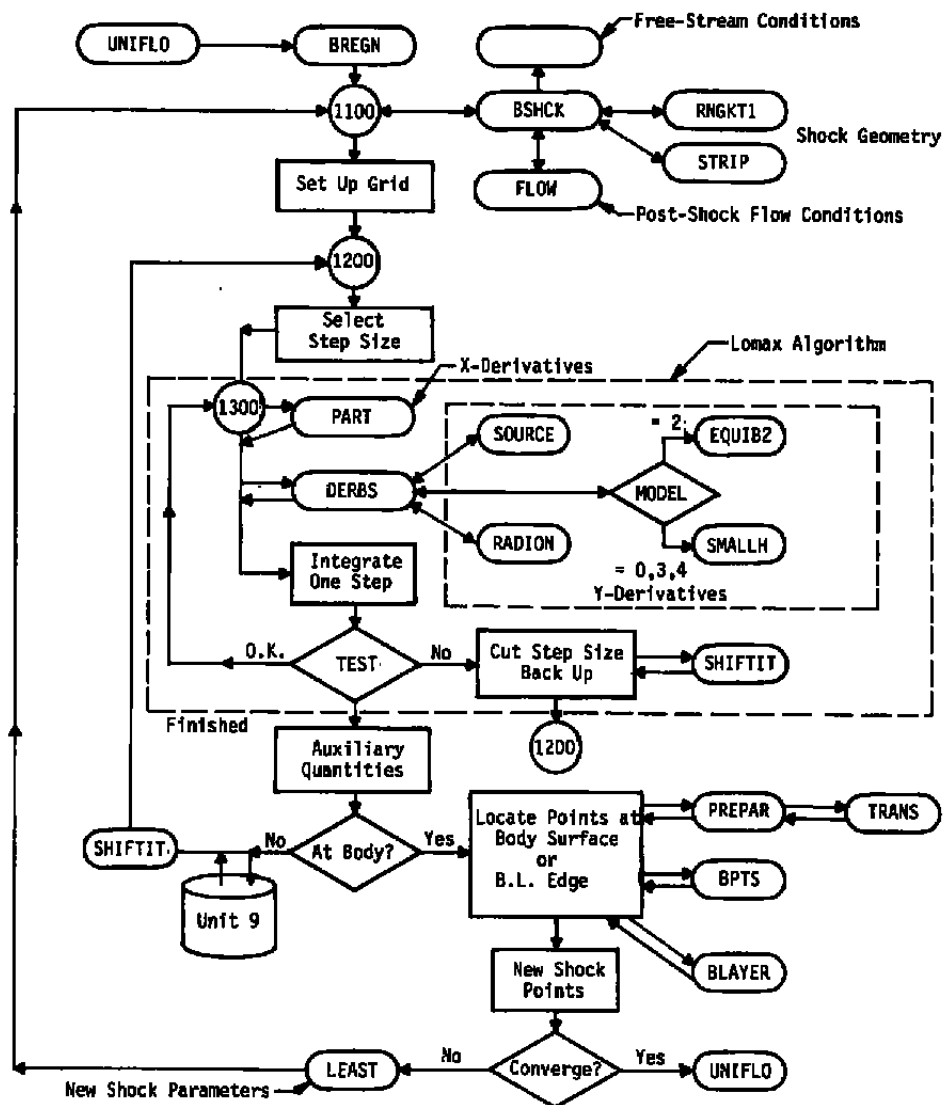 Free-Stream Conditions
UNIFLO
BREGN
1100
BSHCK
RNGKT1
Shock Geometry
STRIP
Set Up Grid
FLOW
Post-Shock Flow Conditions
1200
Select
Step Size
Lomax Algorithm
X-Derivatives
1300
PART
SOURCE
= 2
EQUIB2
DERBS
MODEL
RADION
SMALLH
= 0,3,4
Y-Derivatives
Integrate
One Step
O.K.
TEST
No
Cut Step Size
Back Up
SHIFTIT
Finished
1200
Auxiliary
Quantities
Locate Points at
Body Surface
or
B.L. Edge
PREPAR
TRANS
SHIFTIT
No
At Body?
Yes
BPTS
Unit 9
New Shock
Points
BLAYER
LEAST
No
Converge?
Yes
UNIFLO
New Shock Parameters